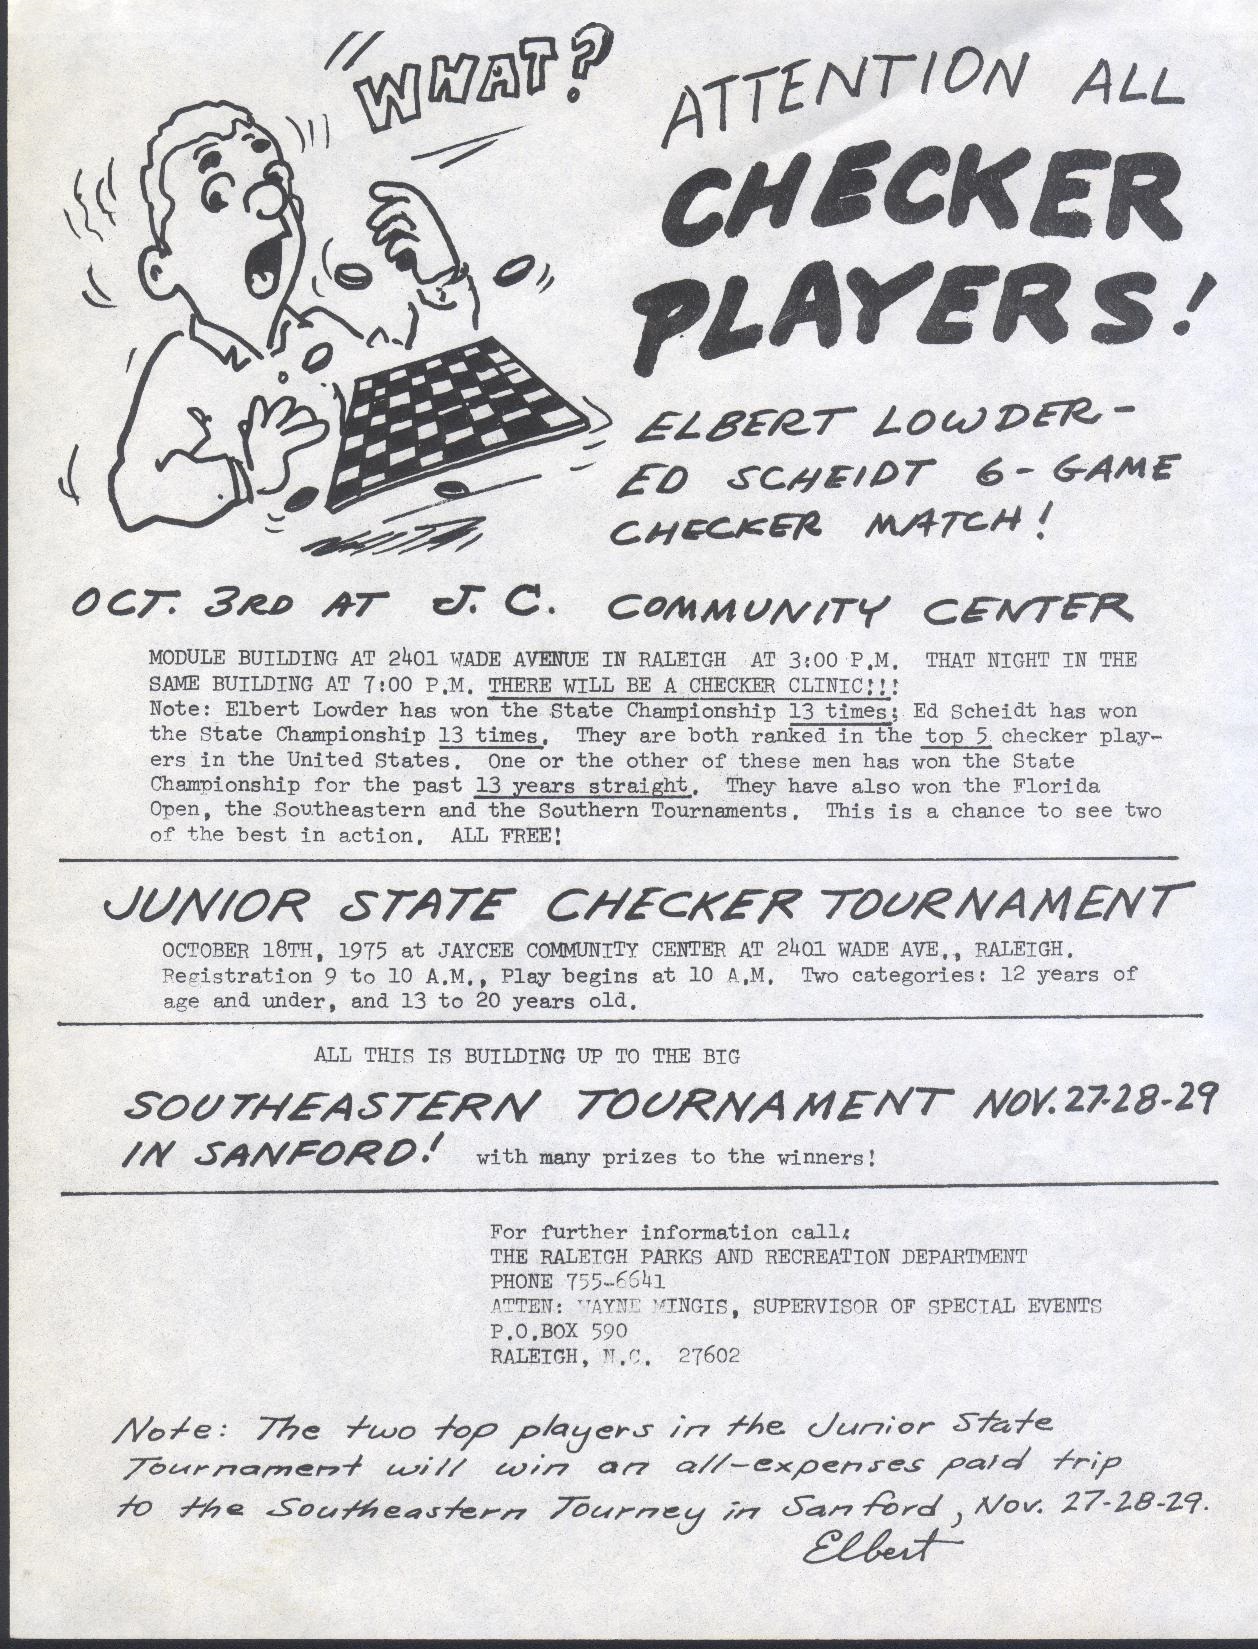 "WHAT?
ATTENTION ALL
CHECKER
PLAYERS!
ELBERT LOWDER-
ED SCHEIDT 6-GAME
CHECKER MATCH!
OCT. 3RD AT J.C. COMMUNITY CENTER
MODULE BUILDING AT 2401 WADE AVENUE IN RALEIGH AT 3:00 P.M. THAT NIGHT IN THE
SAME BUILDING AT 7:00 P.M. THERE WILL BE A CHECKER CLINIC!!!
Note: Elbert Lowder has won the State Championship 13 times; Ed Scheidt has won
the State Championship 13 times. They are both ranked in the top 5 checker play-
ers in the United States. One or the other of these men has won the State
Championship for the past 13 years straight. They have also won the Florida
Open, the Southeastern and the Southern Tournaments. This is a chance to see two
of the best in action. ALL FREE!
JUNIOR STATE CHECKER TOURNAMENT
OCTOBER 18TH, 1975 at JAYCEE COMMUNITY CENTER AT 2401 WADE AVE., RALEIGH.
Registration 9 to 10 A.M., Play begins at 10 A.M. Two categories: 12 years of
age and under, and 13 to 20 years old.
ALL THIS IS BUILDING UP TO THE BIG
SOUTHEASTERN TOURNAMENT NOV. 27-28-29
IN SANFORD! with many prizes to the winners!
For further information call:
THE RALEIGH PARKS AND RECREATION DEPARTMENT
PHONE 755-6641
ATTEN: WAYNE MINGIS, SUPERVISOR OF SPECIAL EVENTS
P.O.BOX 590
RALEIGH, N.C. 27602
Note: The two top players in the Junior State
Tournament will win an all-expenses paid trip
to the Southeastern Tourney in Sanford, Nov. 27-28-29.
Elbert